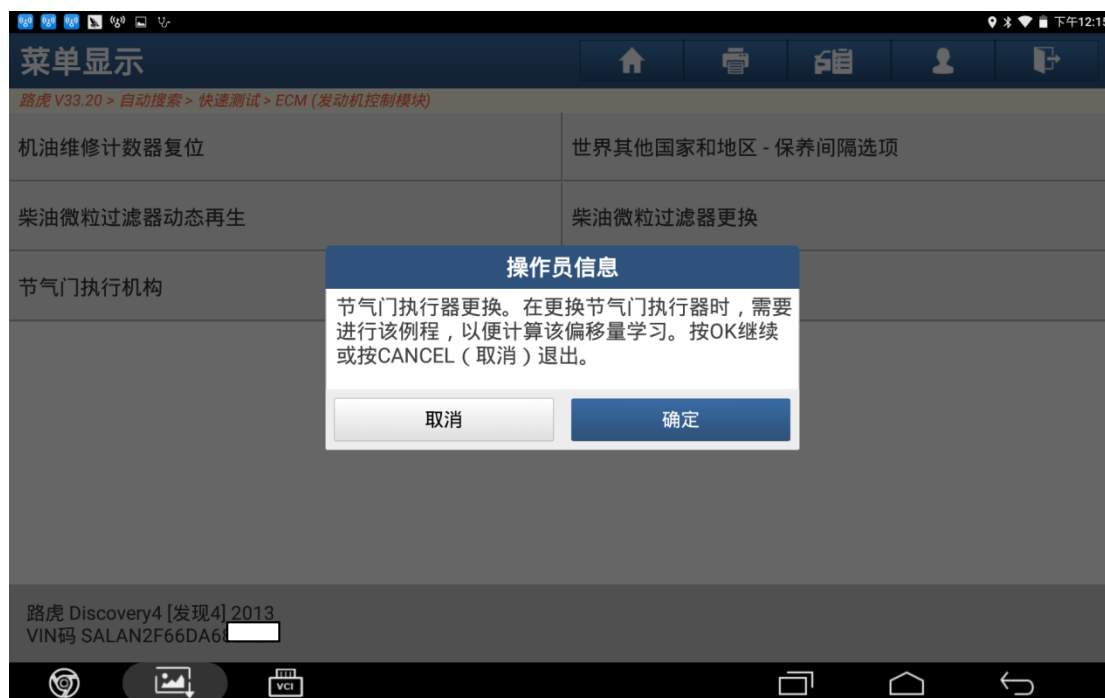 下午12:15
菜单显示
路虎 V33.20 > 自动搜索 > 快速测试 > ECM (发动机控制模块)
机油维修计数器复位
世界其他国家和地区 - 保养间隔选项
柴油微粒过滤器动态再生
柴油微粒过滤器更换
节气门执行机构
操作员信息
节气门执行器更换。在更换节气门执行器时，需要
进行该例程，以便计算该偏移量学习。按OK继续
或按CANCEL（取消）退出。
取消
确定
路虎 Discovery4 [发现4] 2013
VIN码 SALAN2F66DA6
VCI